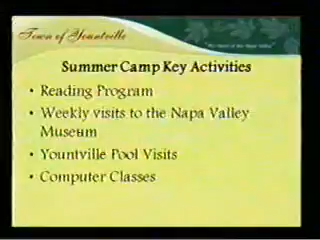 Town of Yountville
Summer Camp Key Activities
• Reading Program
• Weekly visits to the Napa Valley
Museum
• Yountville Pool Visits
• Computer Classes